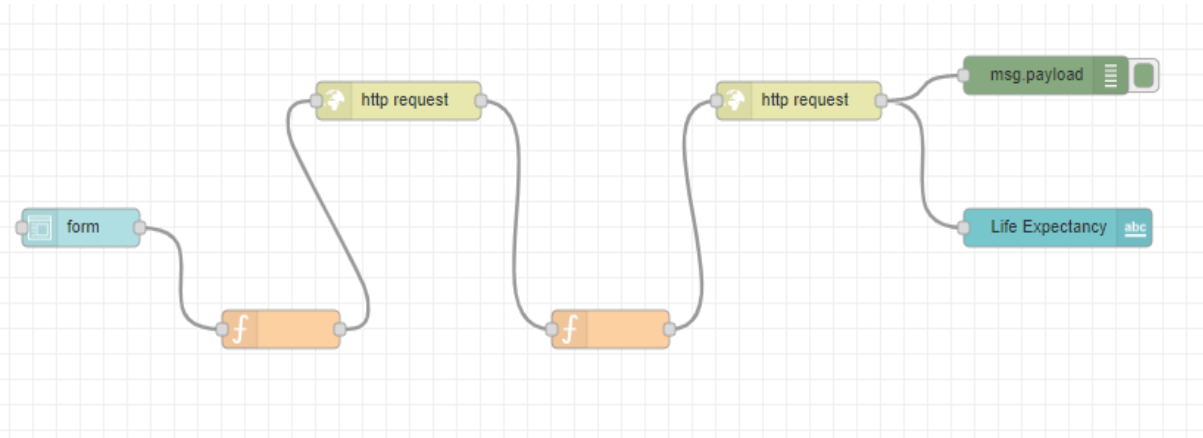 msg.payload
http request
http request
form
Life Expectancy
abc